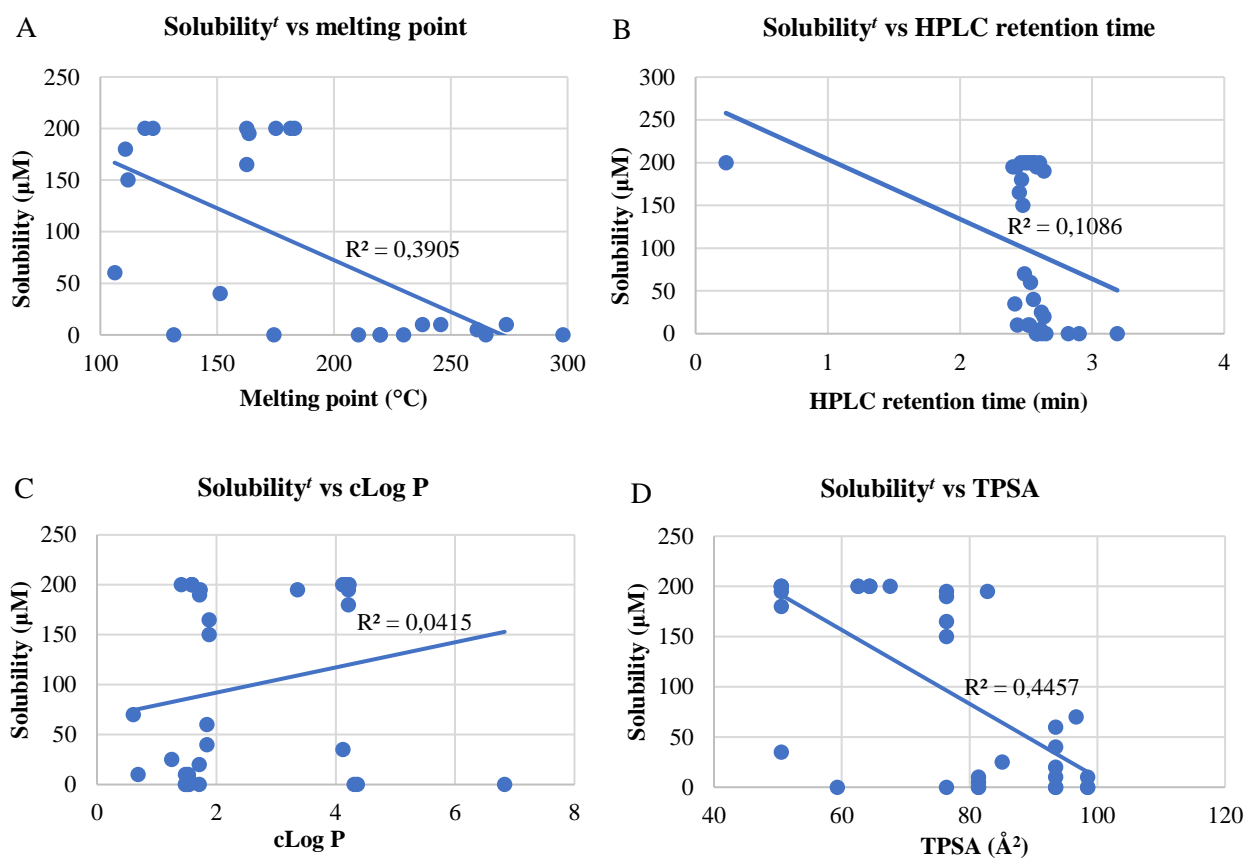 A
Solubilityᵗ vs melting point
250
200
150
100
50
0
100
150
200
250
300
Solubility (µM)
Melting point (°C)
R² = 0,3905
B
Solubilityᵗ vs HPLC retention time
300
250
200
150
100
50
0
0
1
2
3
4
Solubility (µM)
HPLC retention time (min)
R² = 0,1086
C
Solubilityᵗ vs cLog P
250
200
150
100
50
0
0
2
4
6
8
Solubility (µM)
cLog P
R² = 0,0415
D
Solubilityᵗ vs TPSA
250
200
150
100
50
0
40
60
80
100
120
Solubility (µM)
TPSA (Å²)
R² = 0,4457